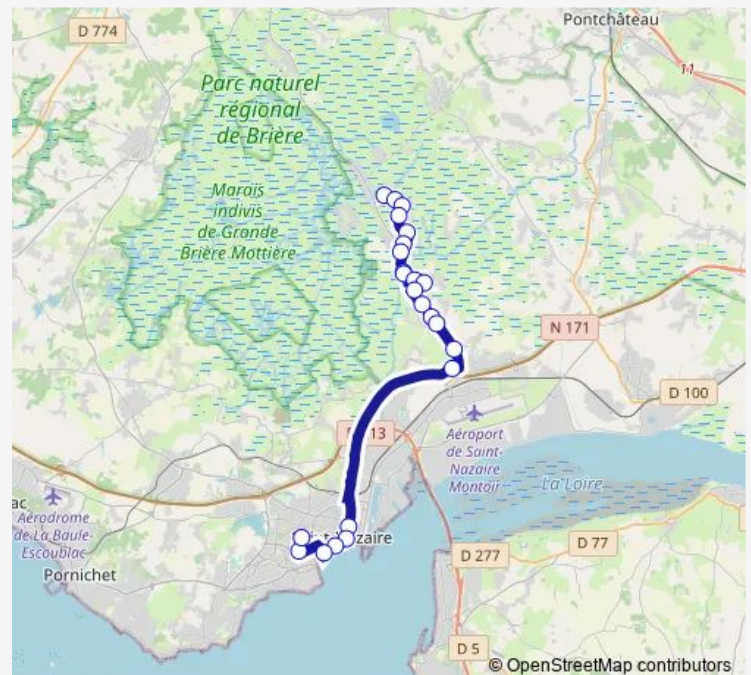 Pontchâteau
D 774
11
Parc naturel
régional
de Brière
Marais
indivis
de Grande
Brière Mottière
N 171
D 100
13
Aéroport
de Saint-
Nazaire
Montoir
La Loire
Aérodrome
de La Baule-
Escoublac
D 277
D 77
Pornichet
D 5
© OpenStreetMap contributors